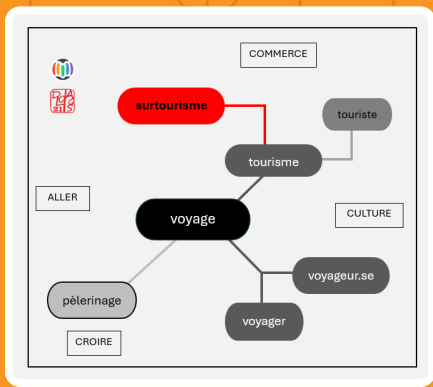 COMMERCE
surtourisme
touriste
tourisme
ALLER
voyage
CULTURE
voyageur.se
pèlerinage
voyager
CROIRE